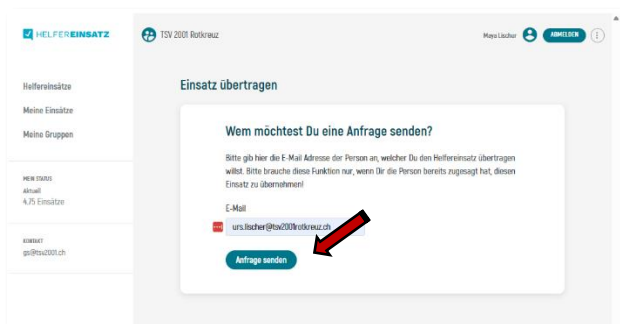 HELFEREINSATZ
TSV 2001 Rotkreuz
Maya Lischer
ABMELDEN
Helfereinsätze
Meine Einsätze
Meine Gruppen
MEIN STATUS
Aktuell
4.75 Einsätze
KONTAKT
gs@tsv2001.ch
Einsatz übertragen
Wem möchtest Du eine Anfrage senden?
Bitte gib hier die E-Mail Adresse der Person an, welcher Du den Helfereinsatz übertragen
willst. Bitte brauche diese Funktion nur, wenn Dir die Person bereits zugesagt hat, diesen
Einsatz zu übernehmen!
E-Mail
urs.lischer@tsv2001rotkreuz.ch
Anfrage senden